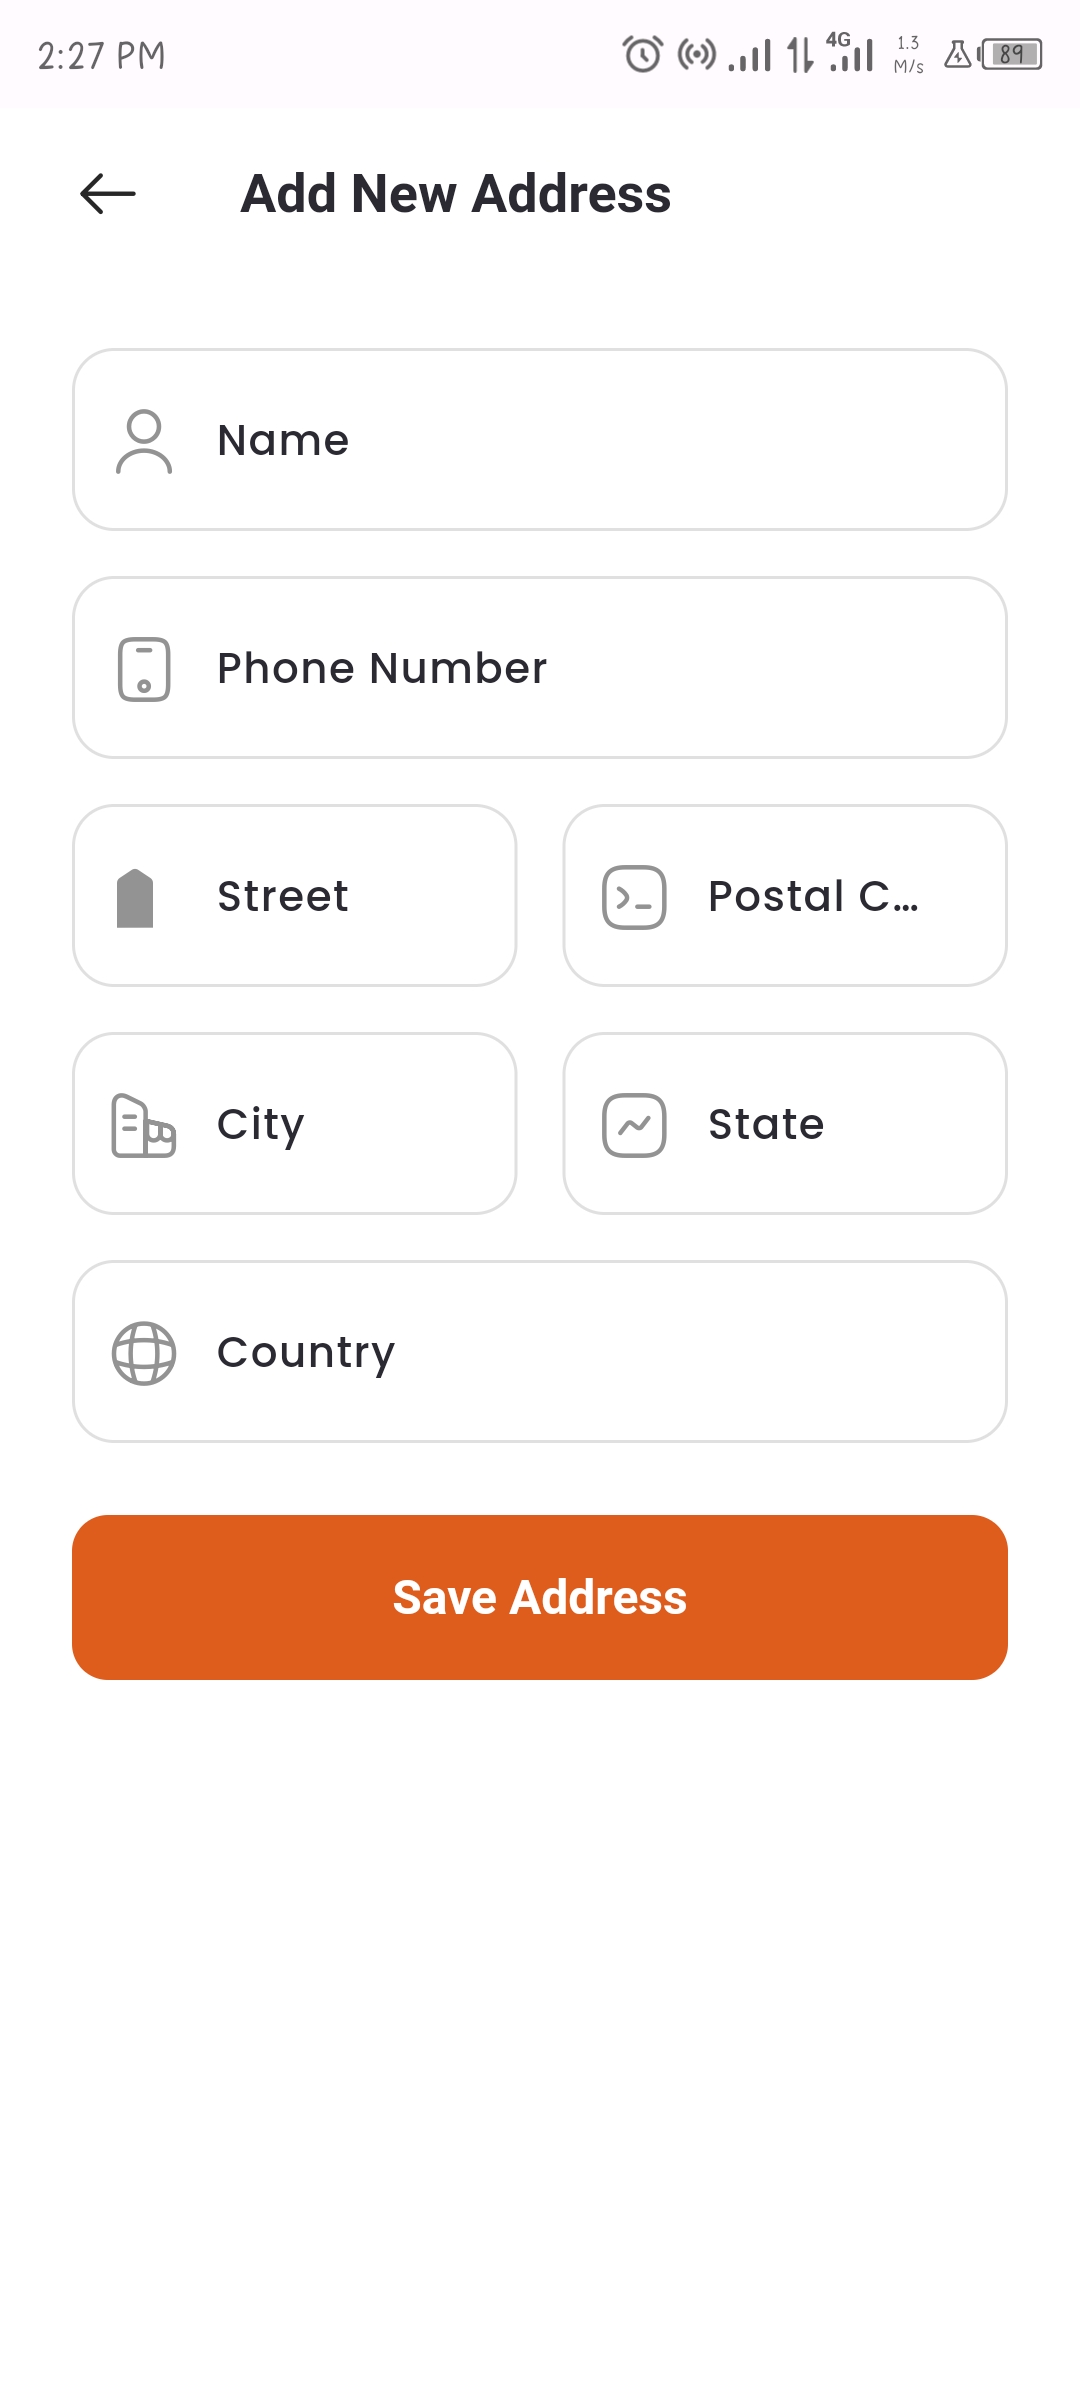 2:27 PM 4G 1.3 M/s 89
Add New Address
Name
Phone Number
Street Postal C...
City State
Country
Save Address